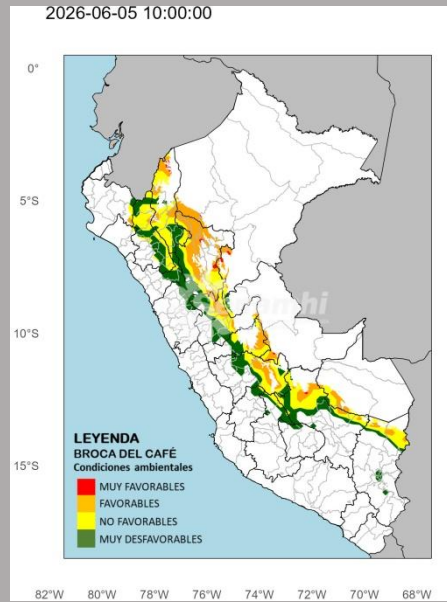 2026-06-05 10:00:00
0°
5°S
10°S
15°S
LEYENDA
BROCA DEL CAFÉ
Condiciones ambientales
MUY FAVORABLES
FAVORABLES
NO FAVORABLES
MUY DESFAVORABLES
82°W 80°W 78°W 76°W 74°W 72°W 70°W 68°W